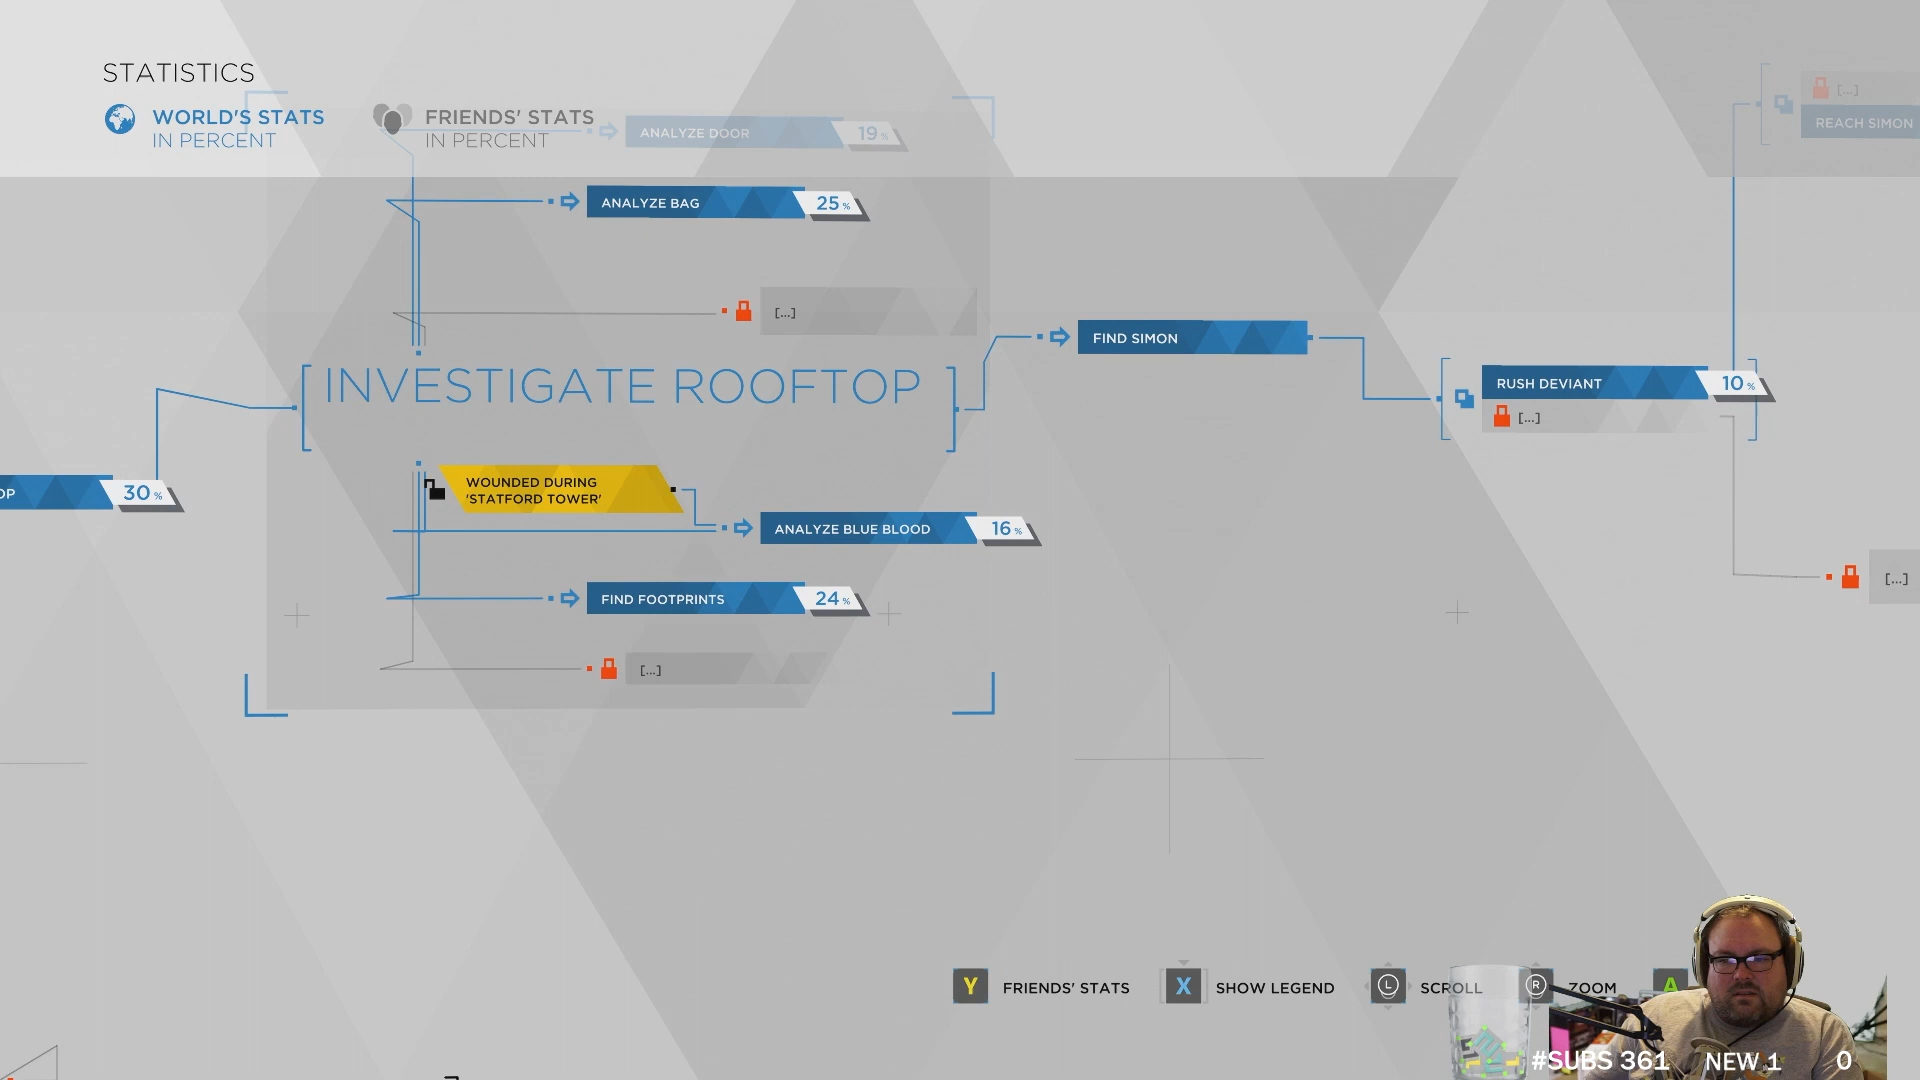 STATISTICS
WORLD'S STATS
IN PERCENT
FRIENDS' STATS
IN PERCENT
ANALYZE DOOR 19%
[...]
REACH SIMON
ANALYZE BAG 25%
[...]
FIND SIMON
INVESTIGATE ROOFTOP
RUSH DEVIANT 10%
[...]
OP 30%
WOUNDED DURING
'STATFORD TOWER'
ANALYZE BLUE BLOOD 16%
[...]
FIND FOOTPRINTS 24%
[...]
Y FRIENDS' STATS X SHOW LEGEND L SCROLL R ZOOM A
#SUBS 361 NEW 1 0